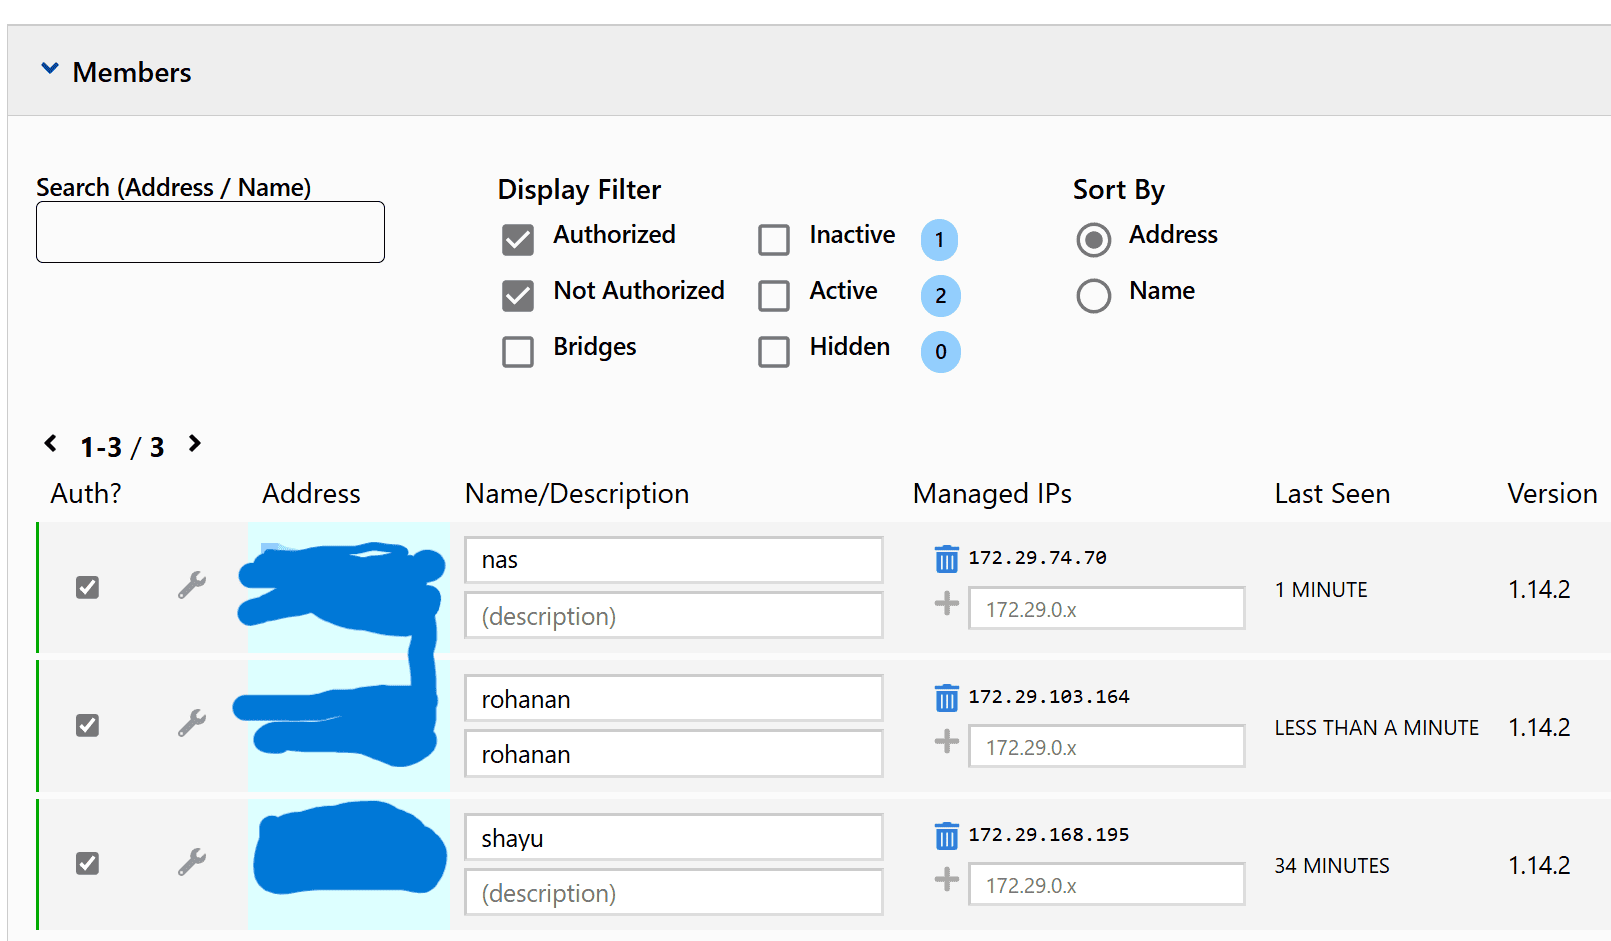 Members
Search (Address / Name)
Display Filter
Sort By
Authorized
Inactive
1
Address
Not Authorized
Active
2
Name
Bridges
Hidden
0
1-3 / 3
Auth?
Address
Name/Description
Managed IPs
Last Seen
Version
nas
(description)
172.29.74.70
172.29.0.x
1 MINUTE
1.14.2
rohanan
rohanan
172.29.103.164
172.29.0.x
LESS THAN A MINUTE
1.14.2
shayu
(description)
172.29.168.195
172.29.0.x
34 MINUTES
1.14.2